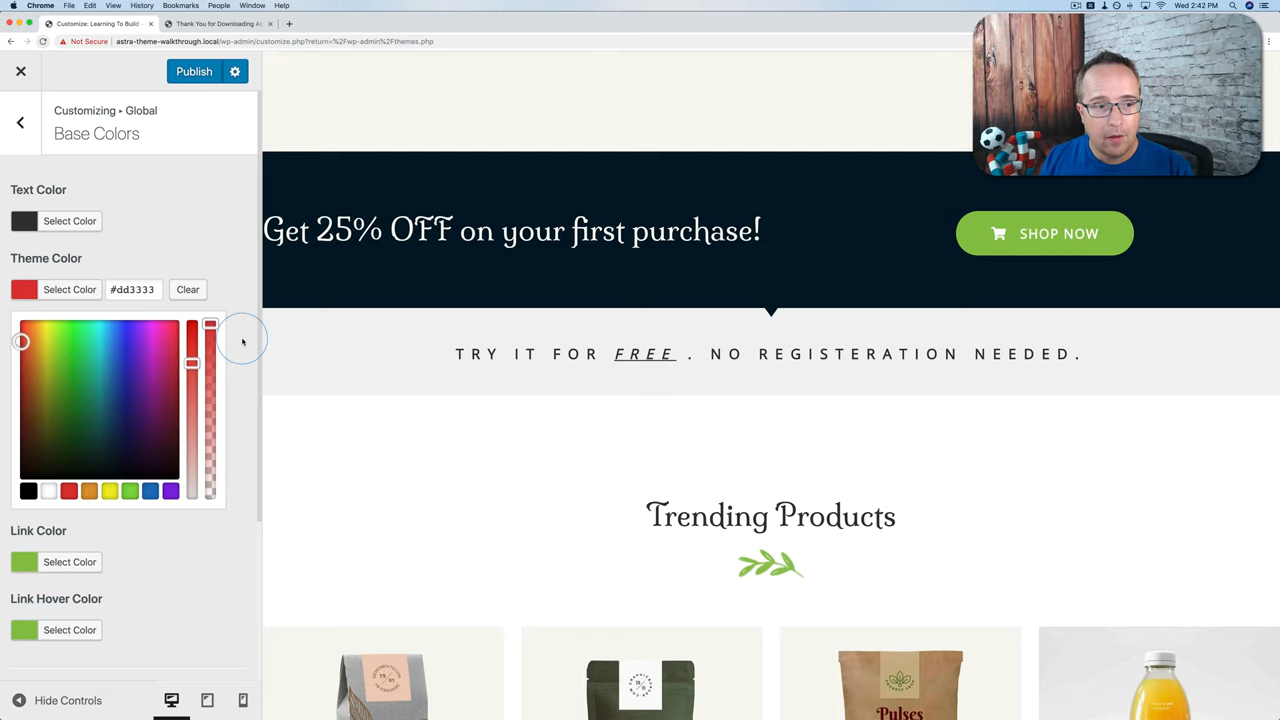 Chrome File Edit View History Bookmarks People Window Help
Wed 2:42 PM
Customize: Learning To Build
Thank You for Downloading As
Not Secure astra-theme-walkthrough.local/wp-admin/customize.php?return=%2Fwp-admin%2Fthemes.php
Publish
Customizing ▸ Global
Base Colors
Text Color
Select Color
Theme Color
Select Color #dd3333 Clear
Link Color
Select Color
Link Hover Color
Select Color
Hide Controls
Get 25% OFF on your first purchase!
SHOP NOW
TRY IT FOR FREE . NO REGISTERATION NEEDED.
Trending Products
Pulses